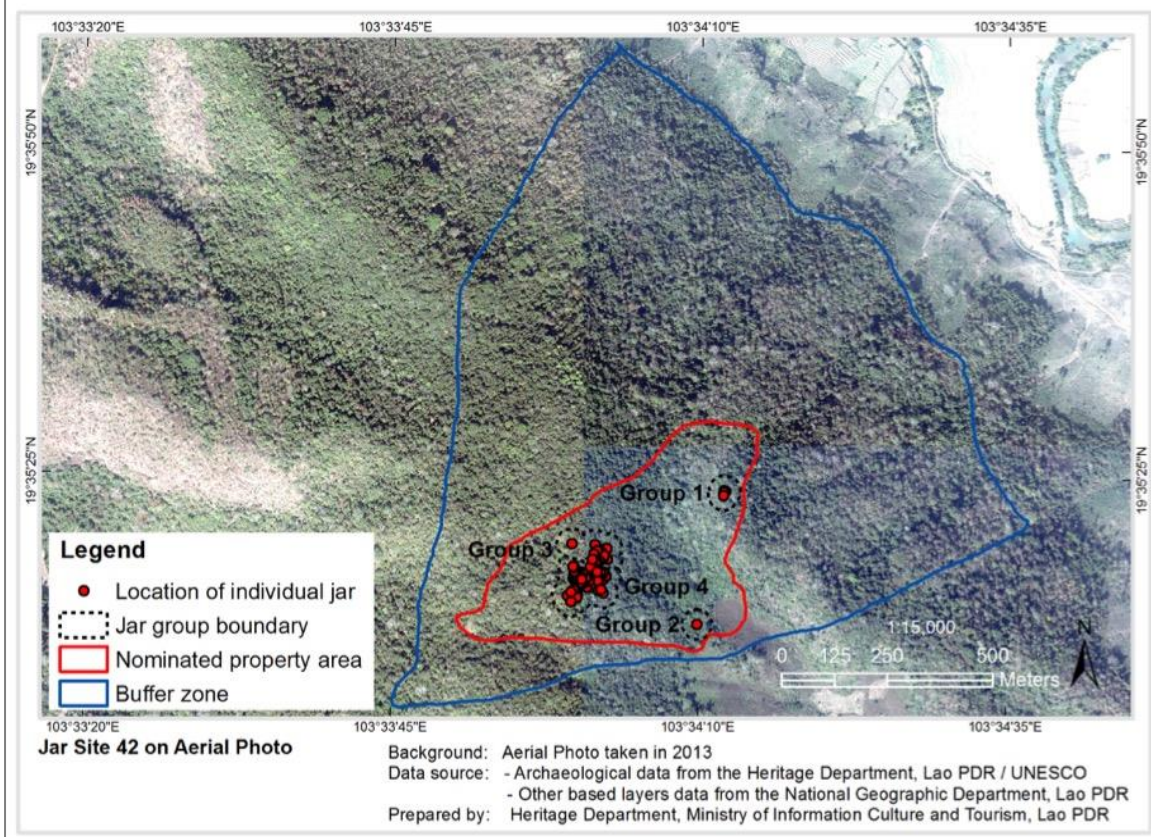 103°33'20"E 103°33'45"E 103°34'10"E 103°34'35"E
19°35'50"N 19°35'50"N
19°35'25"N 19°35'25"N
Group 1
Group 3
Group 4
Group 2
Legend
Location of individual jar
Jar group boundary
Nominated property area
Buffer zone
1:15,000
N
0 125 250 500
Meters
103°33'20"E 103°33'45"E 103°34'10"E 103°34'35"E
Jar Site 42 on Aerial Photo
Background: Aerial Photo taken in 2013
Data source: - Archaeological data from the Heritage Department, Lao PDR / UNESCO
- Other based layers data from the National Geographic Department, Lao PDR
Prepared by: Heritage Department, Ministry of Information Culture and Tourism, Lao PDR